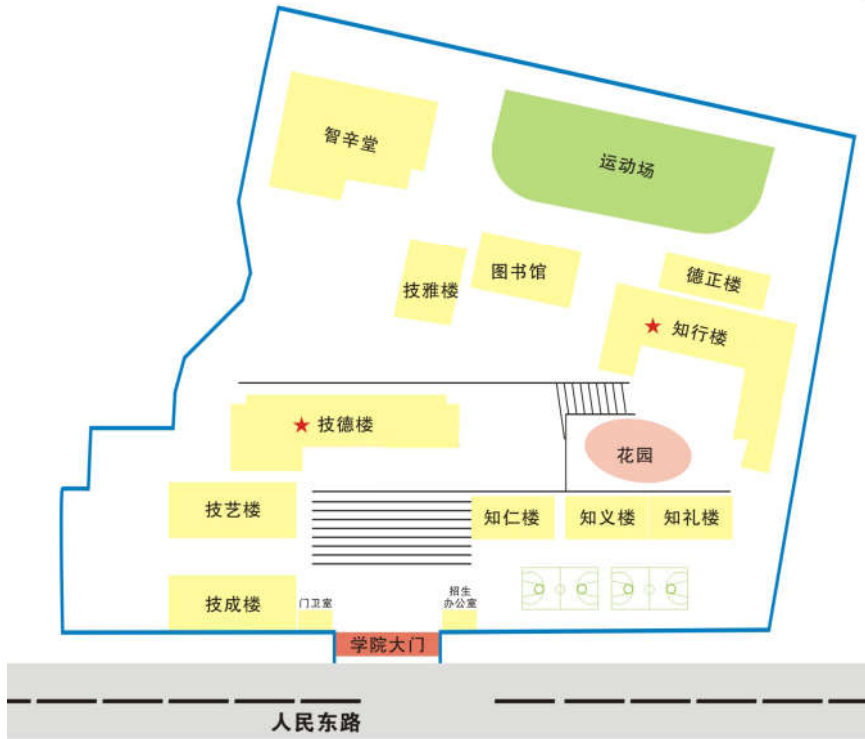 智辛堂
运动场
技雅楼
图书馆
德正楼
知行楼
技德楼
花园
技艺楼
知仁楼
知义楼
知礼楼
技成楼
门卫室
招生
办公室
学院大门
人民东路